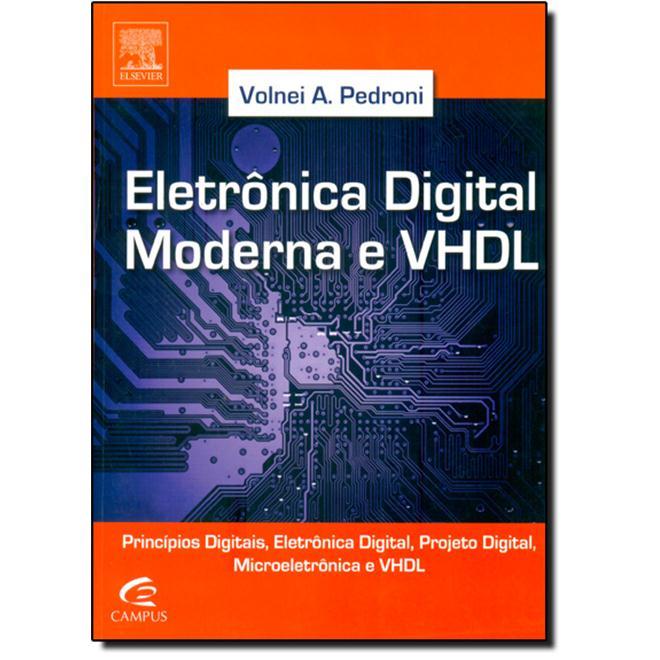 ELSEVIER
Volnei A. Pedroni
Eletrônica Digital
Moderna e VHDL
Princípios Digitais, Eletrônica Digital, Projeto Digital,
Microeletrônica e VHDL
CAMPUS